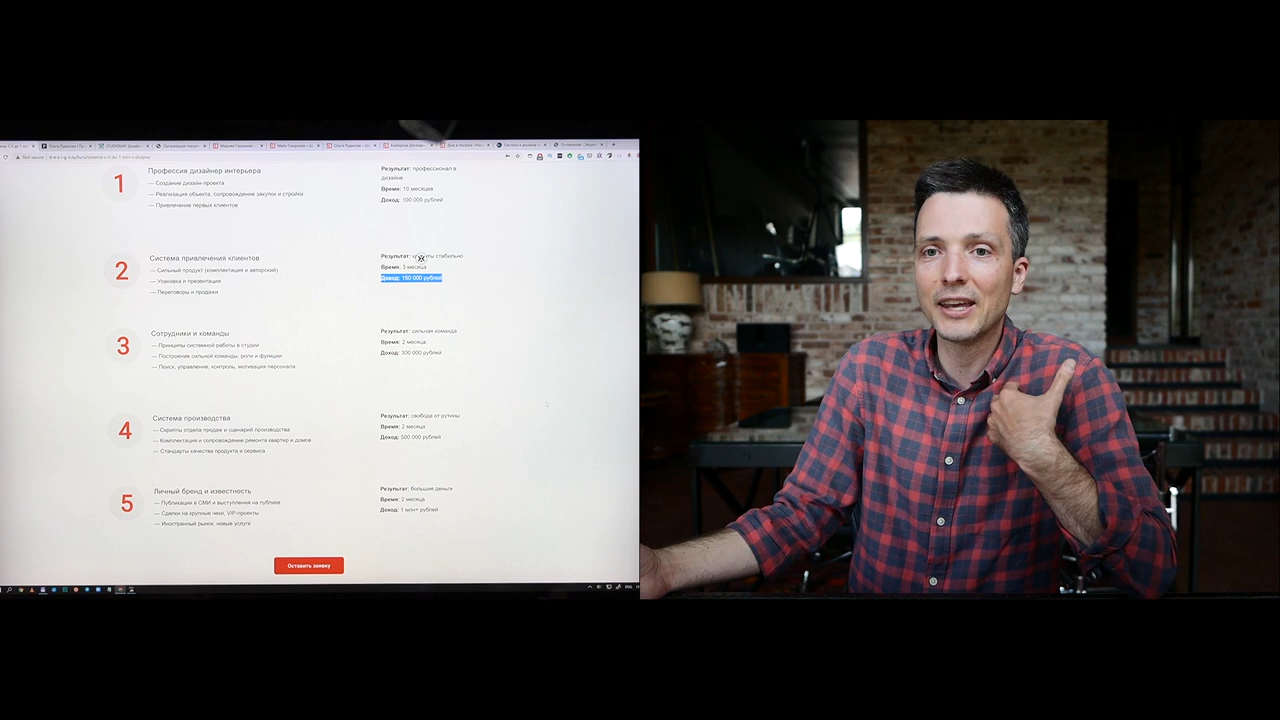 Not secure
1
Профессия дизайнер интерьера
— Создание дизайн-проекта
— Реализация объекта, сопровождение закупок и стройки
— Привлечение первых клиентов
Результат: профессионал в
дизайне
Время: 10 месяцев
Доход: 100 000 рублей
2
Система привлечения клиентов
— Сильный продукт (комплектация и авторский)
— Упаковка и презентация
— Переговоры и продажи
Результат: стабильно
Время: 3 месяца
Доход: 150 000 рублей
3
Сотрудники и команды
— Принципы системной работы в студии
— Построение сильной команды, роли и функции
— Поиск, управление, контроль, мотивация персонала
Результат: сильная команда
Время: 2 месяца
Доход: 300 000 рублей
4
Система производства
— Скрипты отдела продаж и сценарий производства
— Комплектация и сопровождение ремонта квартир и домов
— Стандарты качества продукта и сервиса
Результат: свобода от рутины
Время: 2 месяца
Доход: 500 000 рублей
5
Личный бренд и известность
— Публикации в СМИ и выступления на публике
— Сделки на крупные чеки, VIP-проекты
— Иностранный рынок, новые услуги
Результат: большие деньги
Время: 2 месяца
Доход: 1 млн+ рублей
Оставить заявку